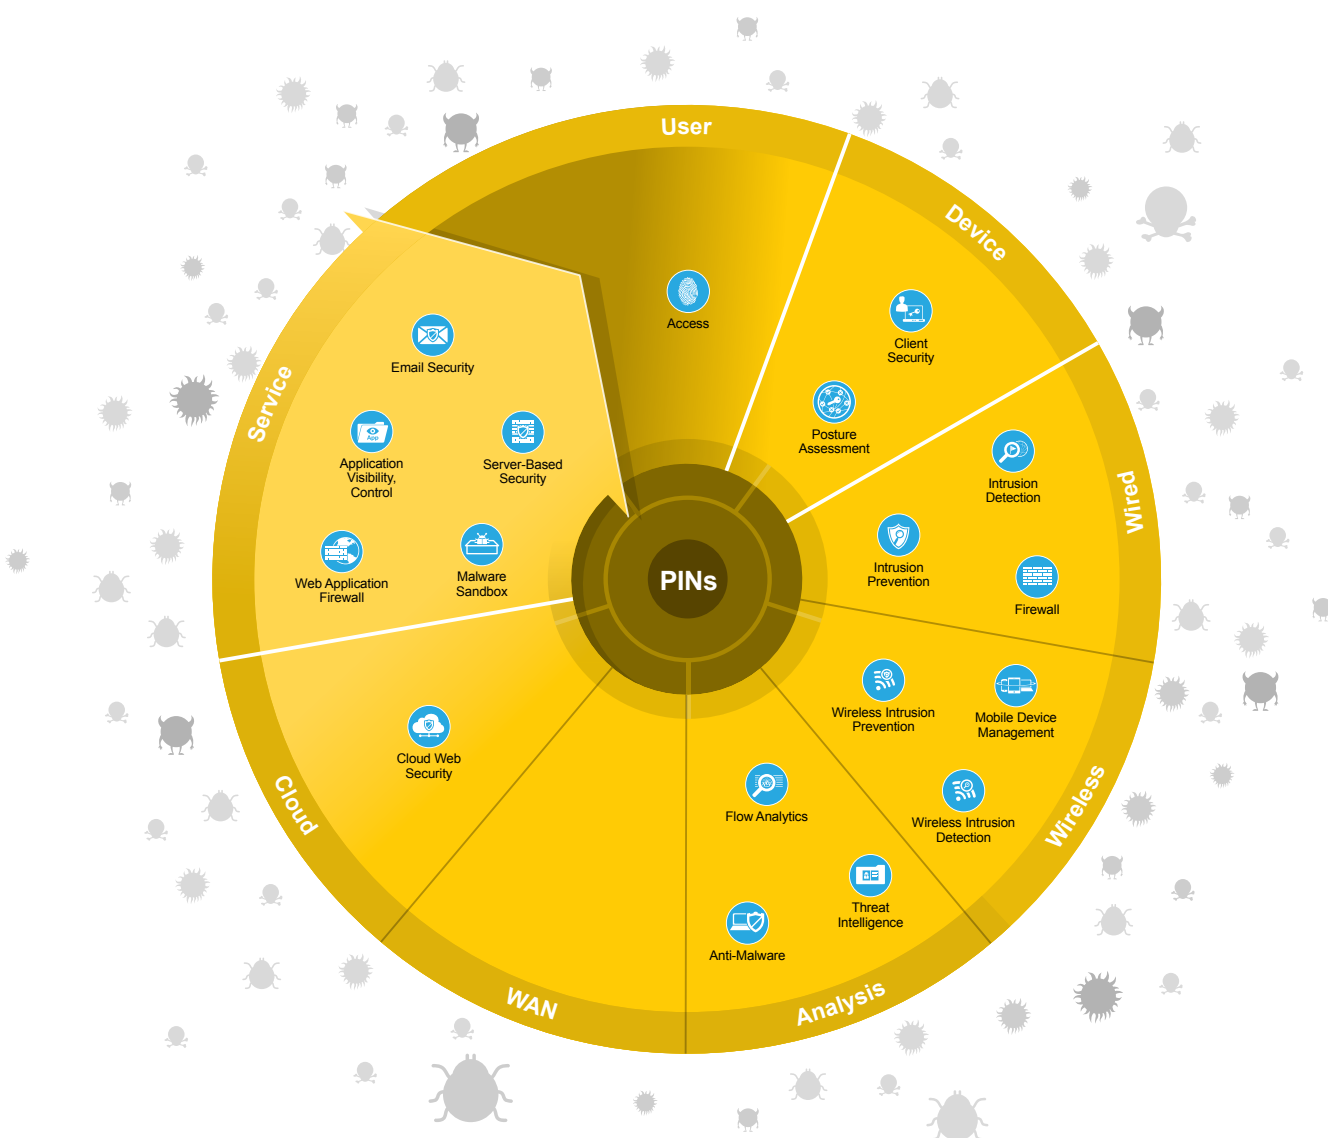 User
Device
Access
Client
Security
Email Security
Service
Posture
Assessment
Application
Visibility,
Control
Server-Based
Security
Intrusion
Detection
Wired
Intrusion
Prevention
Web Application
Firewall
Malware
Sandbox
PINs
Firewall
Wireless Intrusion
Prevention
Mobile Device
Management
Cloud Web
Security
Cloud
Flow Analytics
Wireless Intrusion
Detection
Wireless
Threat
Intelligence
Anti-Malware
WAN
Analysis
App